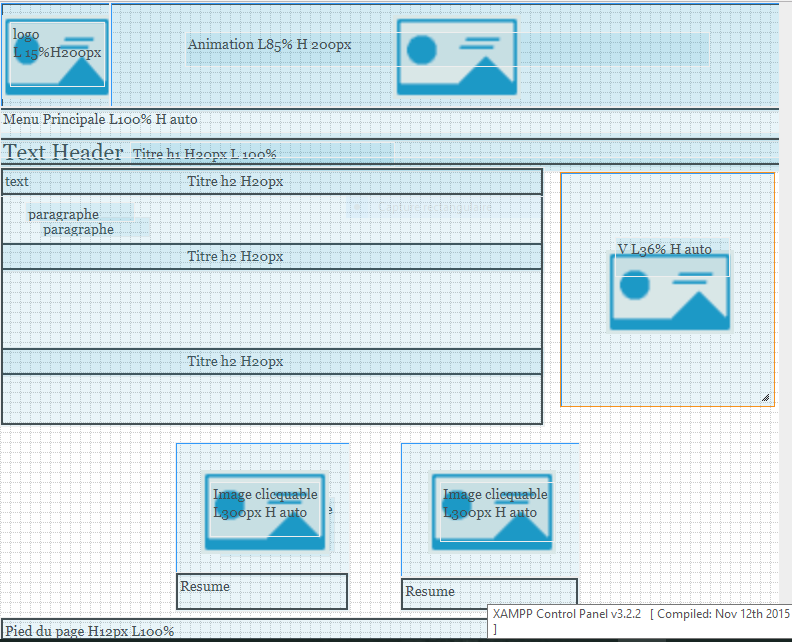 logo
L 15%H200px
Animation L85% H 200px
Menu Principale L100% H auto
Text Header
Titre h1 H20px L 100%
text
Titre h2 H20px
paragraphe
paragraphe
Titre h2 H20px
Titre h2 H20px
V L36% H auto
Image clicquable
L300px H auto
Image clicquable
L300px H auto
Resume
Resume
Pied du page H12px L100%
XAMPP Control Panel v3.2.2 [ Compiled: Nov 12th 2015
]